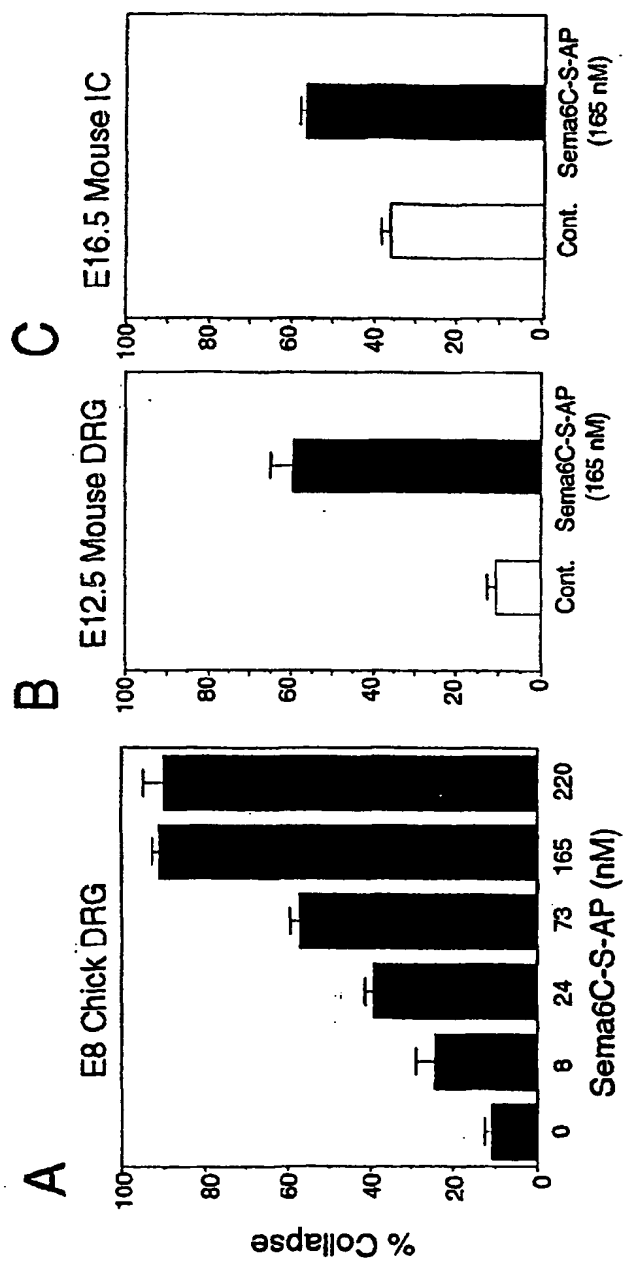 A
E8 Chick DRG
% Collapse
100
80
60
40
20
0
0 8 24 73 165 220
Sema6C-S-AP (nM)
B
E12.5 Mouse DRG
100
80
60
40
20
0
Cont. Sema6C-S-AP
(165 nM)
C
E16.5 Mouse IC
100
80
60
40
20
0
Cont. Sema6C-S-AP
(165 nM)